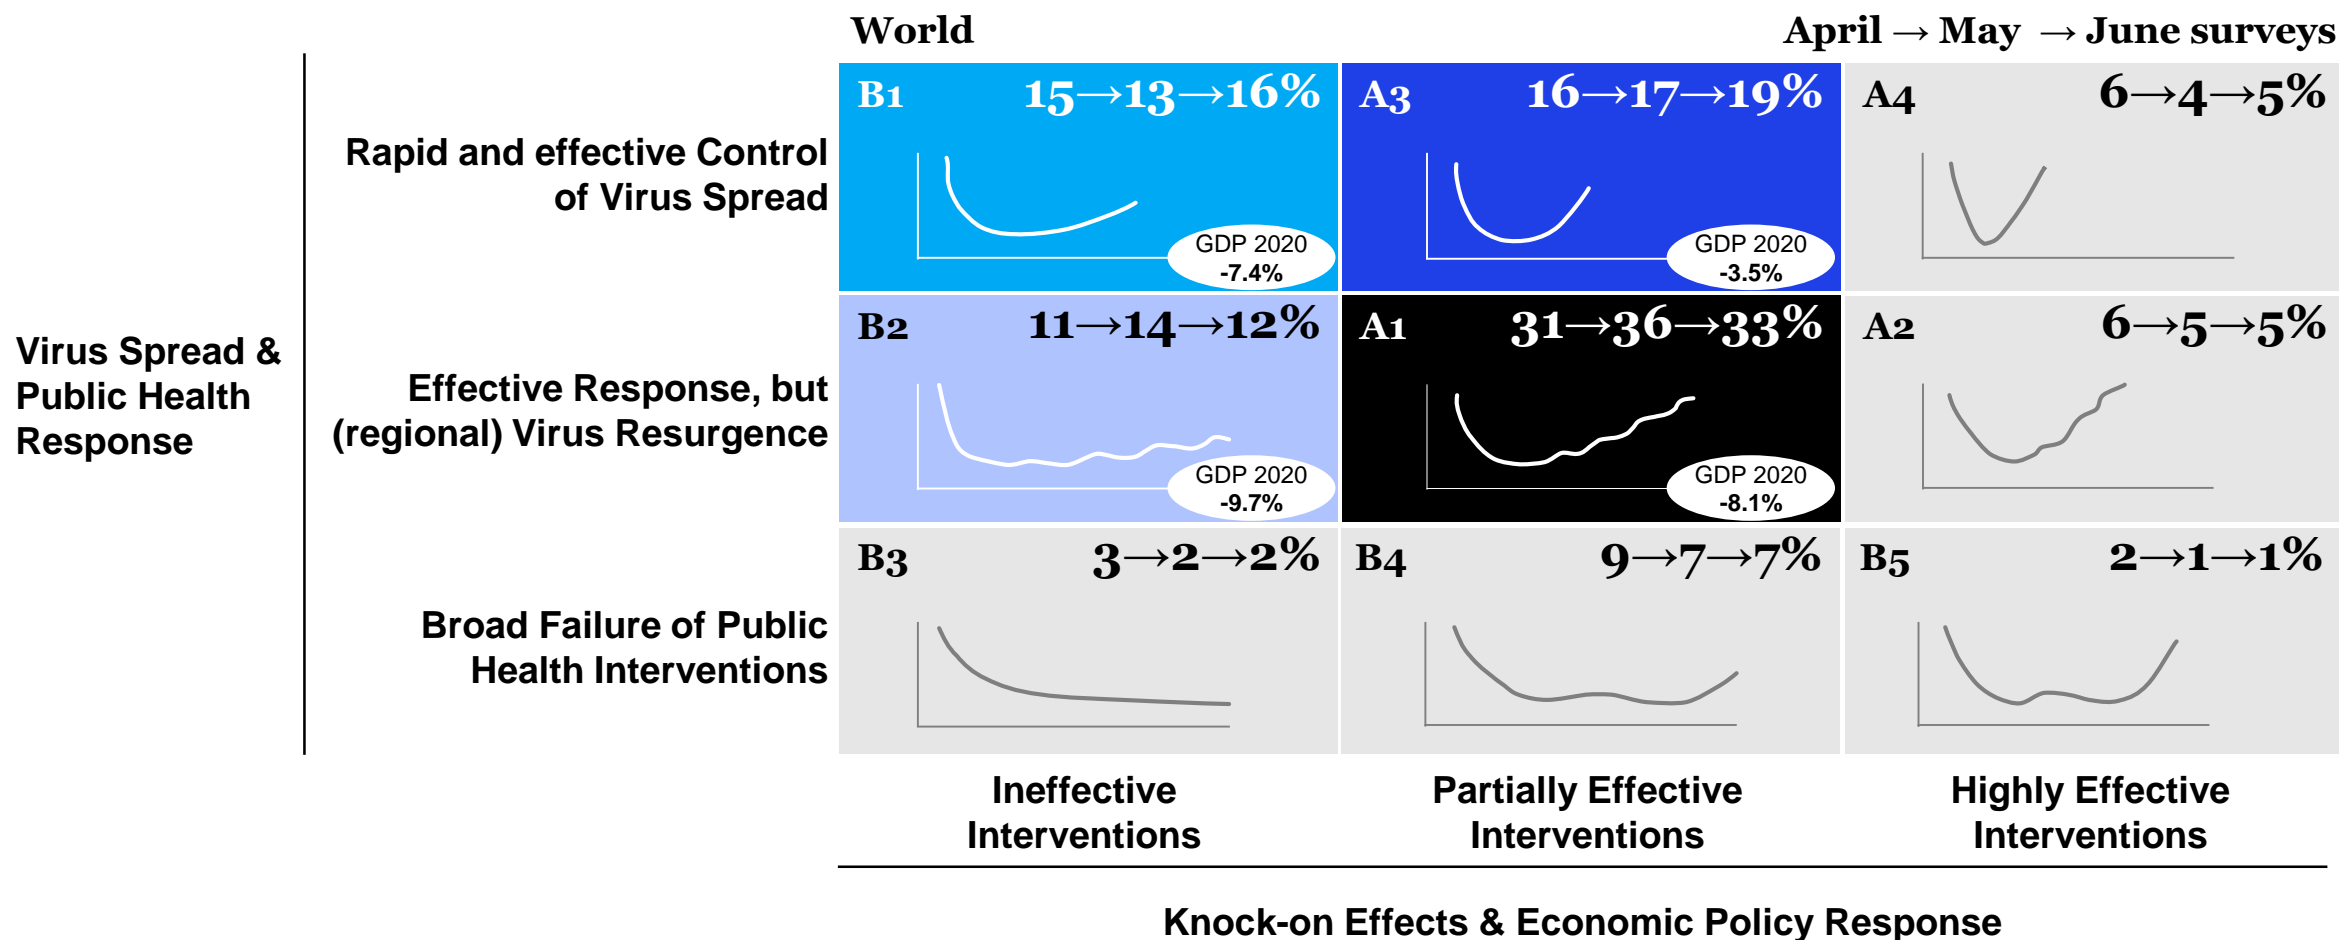 World
April → May → June surveys
B1
15→13→16%
A3
16→17→19%
A4
6→4→5%
Rapid and effective Control
of Virus Spread
GDP 2020
-7.4%
GDP 2020
-3.5%
B2
11→14→12%
A1
31→36→33%
A2
6→5→5%
Virus Spread &
Public Health
Response
Effective Response, but
(regional) Virus Resurgence
GDP 2020
-9.7%
GDP 2020
-8.1%
B3
3→2→2%
B4
9→7→7%
B5
2→1→1%
Broad Failure of Public
Health Interventions
Ineffective
Interventions
Partially Effective
Interventions
Highly Effective
Interventions
Knock-on Effects & Economic Policy Response